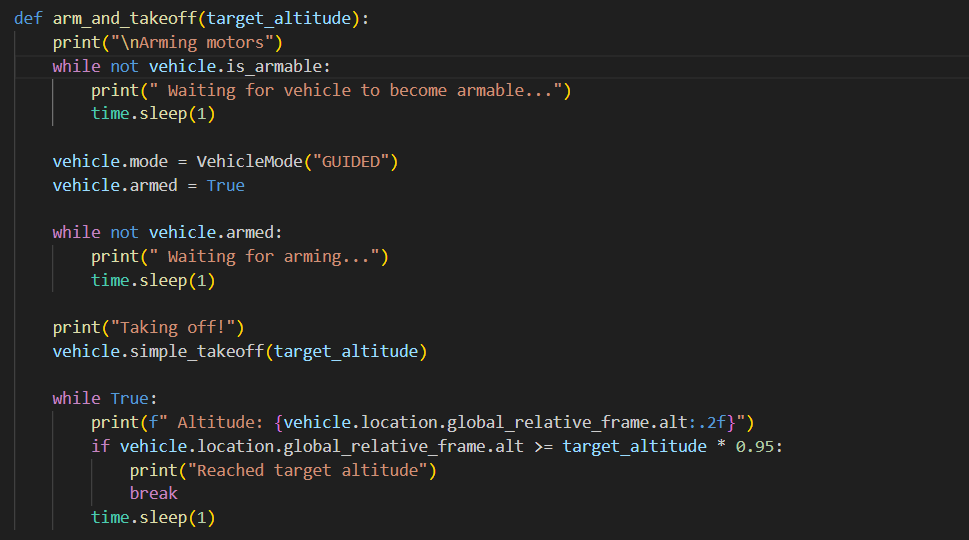 def arm_and_takeoff(target_altitude):
    print("\nArming motors")
    while not vehicle.is_armable:
        print(" Waiting for vehicle to become armable...")
        time.sleep(1)

    vehicle.mode = VehicleMode("GUIDED")
    vehicle.armed = True

    while not vehicle.armed:
        print(" Waiting for arming...")
        time.sleep(1)

    print("Taking off!")
    vehicle.simple_takeoff(target_altitude)

    while True:
        print(f" Altitude: {vehicle.location.global_relative_frame.alt:.2f}")
        if vehicle.location.global_relative_frame.alt >= target_altitude * 0.95:
            print("Reached target altitude")
            break
        time.sleep(1)